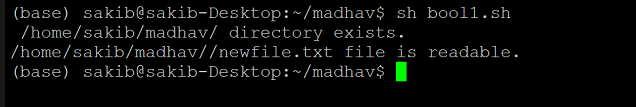 (base) sakib@sakib-Desktop:~/madhav$ sh bool1.sh
 /home/sakib/madhav/ directory exists.
/home/sakib/madhav//newfile.txt file is readable.
(base) sakib@sakib-Desktop:~/madhav$